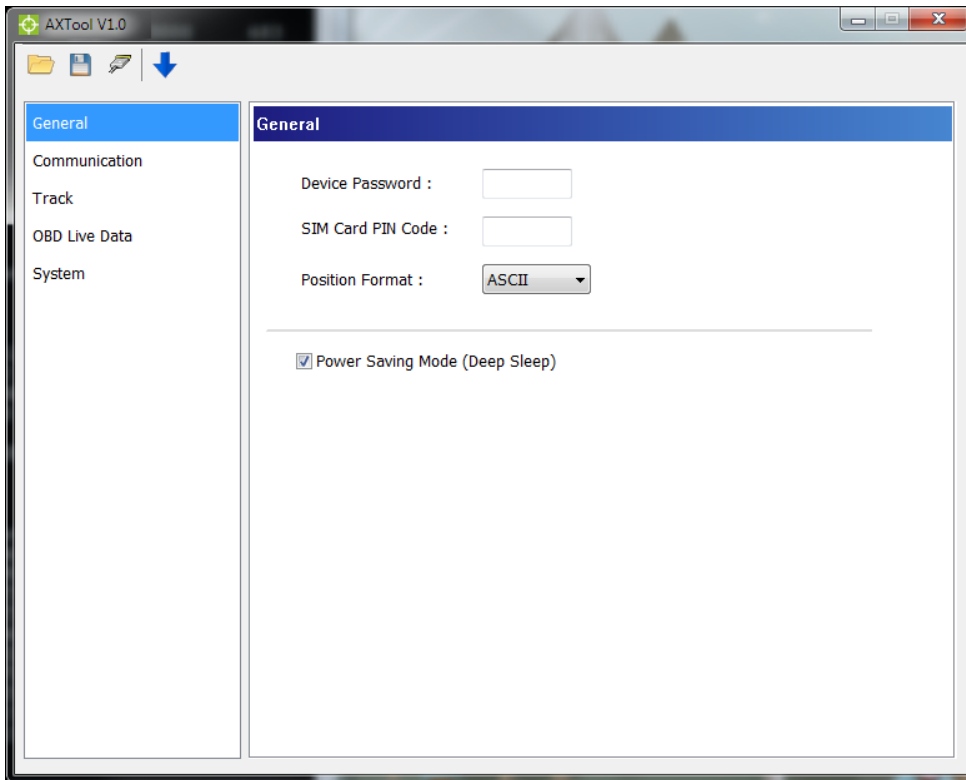 AXTool V1.0
General
Communication
Track
OBD Live Data
System
General
Device Password :
SIM Card PIN Code :
Position Format : ASCII
Power Saving Mode (Deep Sleep)